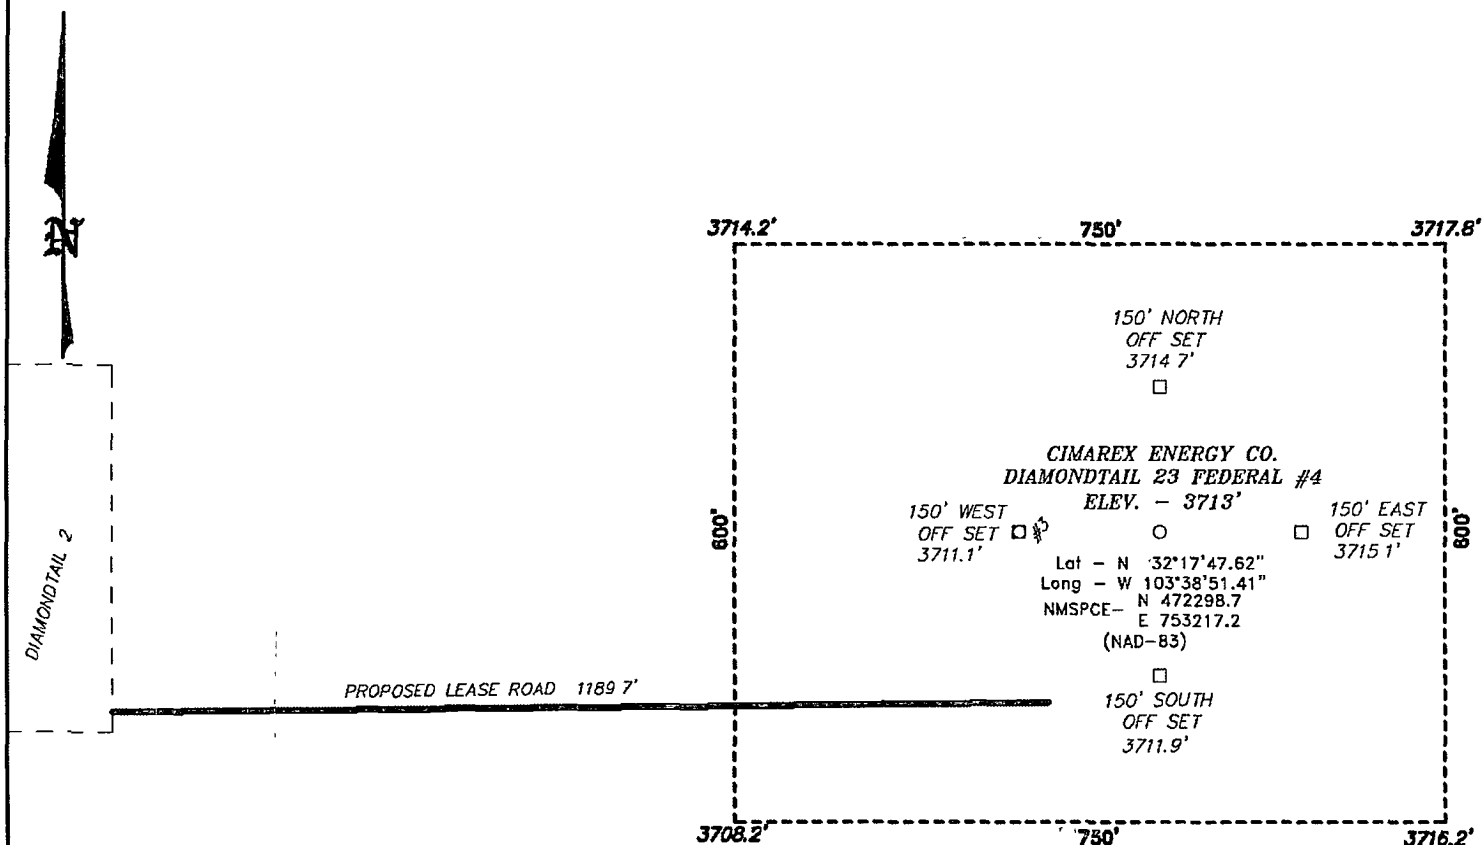 N
3714.2' 750' 3717.8'
150' NORTH
OFF SET
3714 7'
CIMAREX ENERGY CO.
DIAMONDTAIL 23 FEDERAL #4
ELEV. - 3713'
150' WEST
OFF SET
3711.1'
#3
150' EAST
OFF SET
3715 1'
600'
600'
Lat - N 32°17'47.62"
Long - W 103°38'51.41"
NMSPCE- N 472298.7
E 753217.2
(NAD-83)
DIAMONDTAIL 2
PROPOSED LEASE ROAD 1189 7'
150' SOUTH
OFF SET
3711.9'
3708.2' 750' 3716.2'